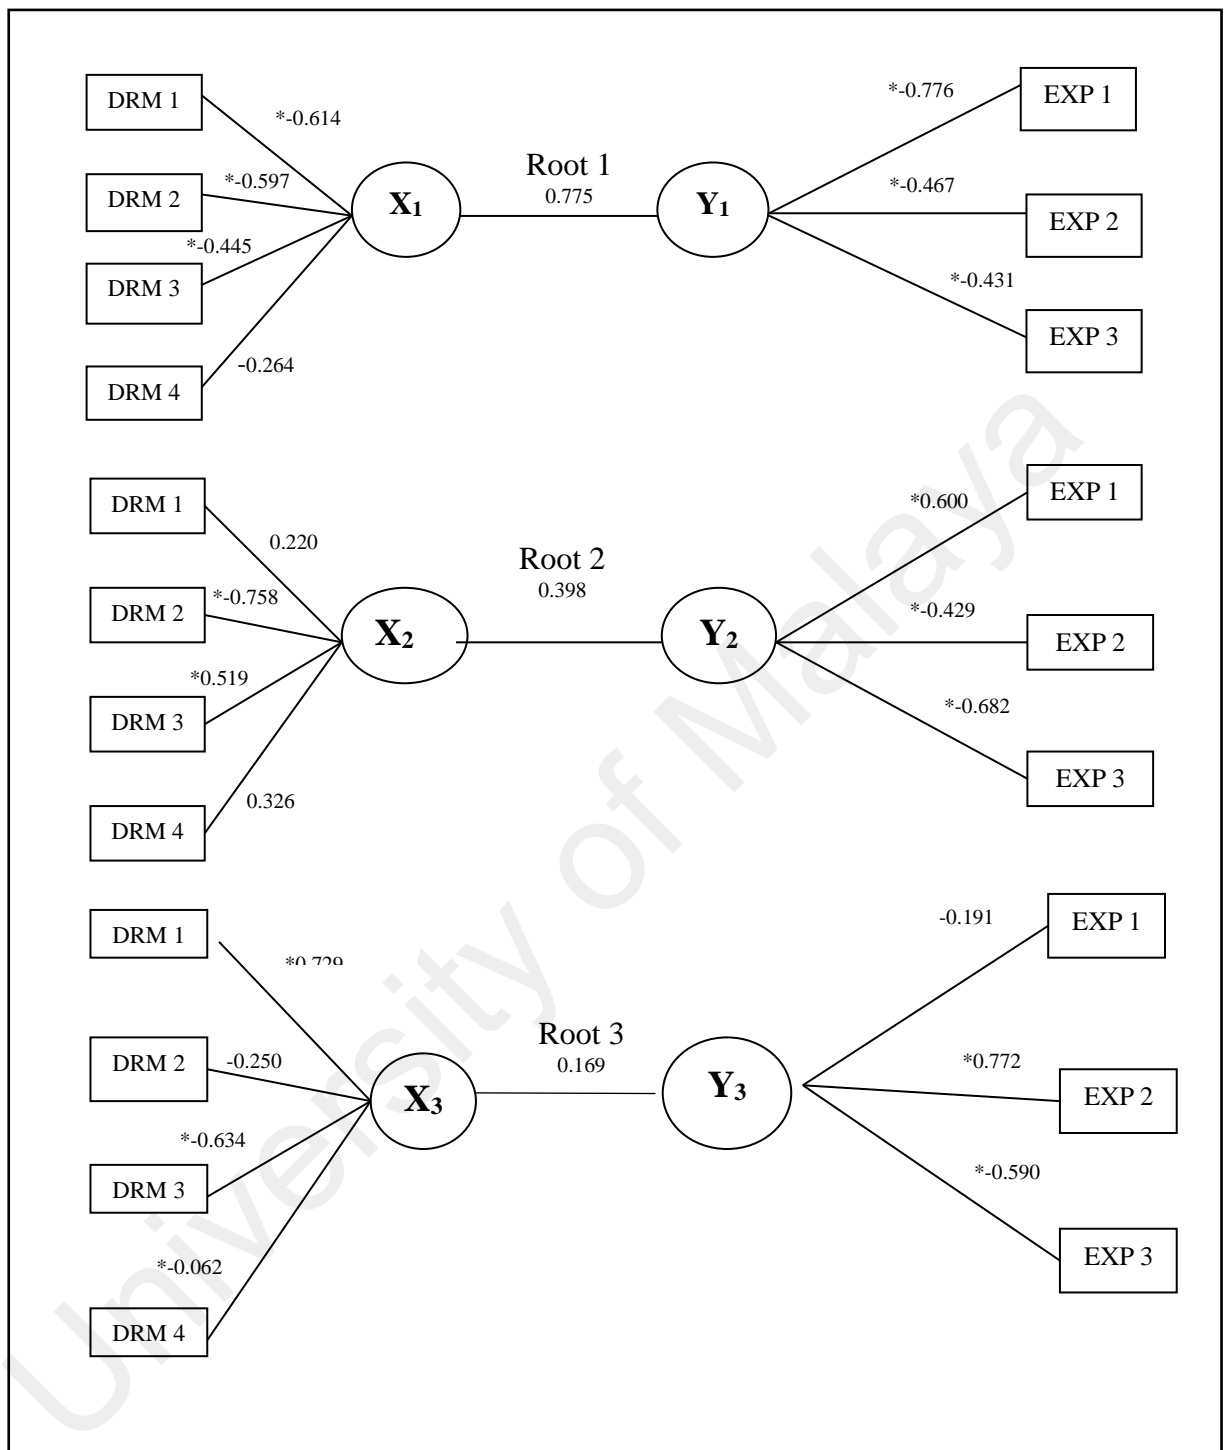 DRM 1
*-0.614
DRM 2
*-0.597
DRM 3
*-0.445
DRM 4
-0.264
X1
Root 1
0.775
Y1
*-0.776
EXP 1
*-0.467
EXP 2
*-0.431
EXP 3
DRM 1
0.220
DRM 2
*-0.758
DRM 3
*0.519
DRM 4
0.326
X2
Root 2
0.398
Y2
*0.600
EXP 1
*-0.429
EXP 2
*-0.682
EXP 3
DRM 1
*0.729
DRM 2
-0.250
DRM 3
*-0.634
DRM 4
*-0.062
X3
Root 3
0.169
Y3
-0.191
EXP 1
*0.772
EXP 2
*-0.590
EXP 3
University of Malaya